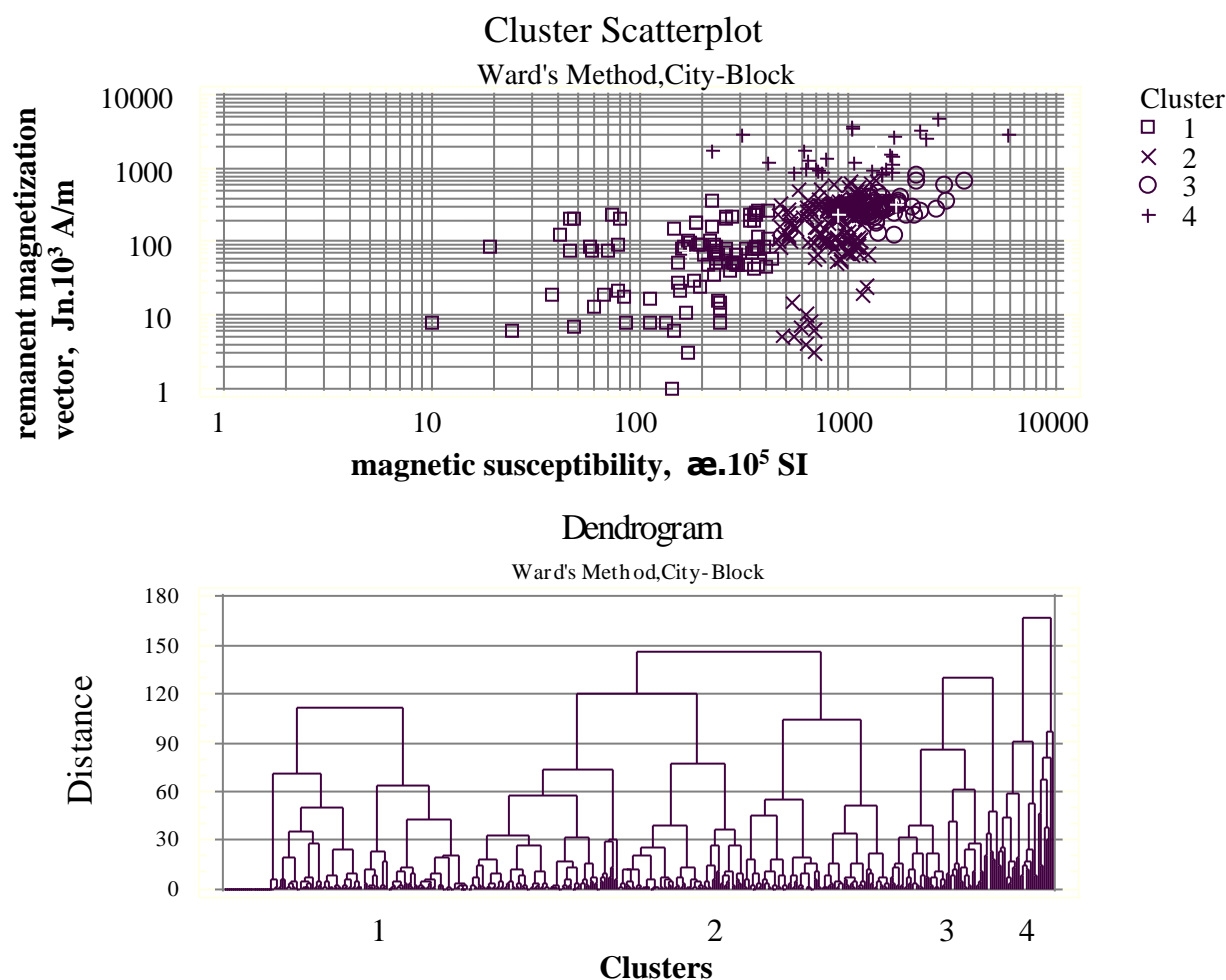 Cluster Scatterplot
Ward's Method,City-Block
remanent magnetization
vector, Jn.10³ A/m
10000
1000
100
10
1
1 10 100 1000 10000
magnetic susceptibility, æ.10⁵ SI
Cluster
1
2
3
4
Dendrogram
Ward's Method,City-Block
Distance
180
150
120
90
60
30
0
1 2 3 4
Clusters